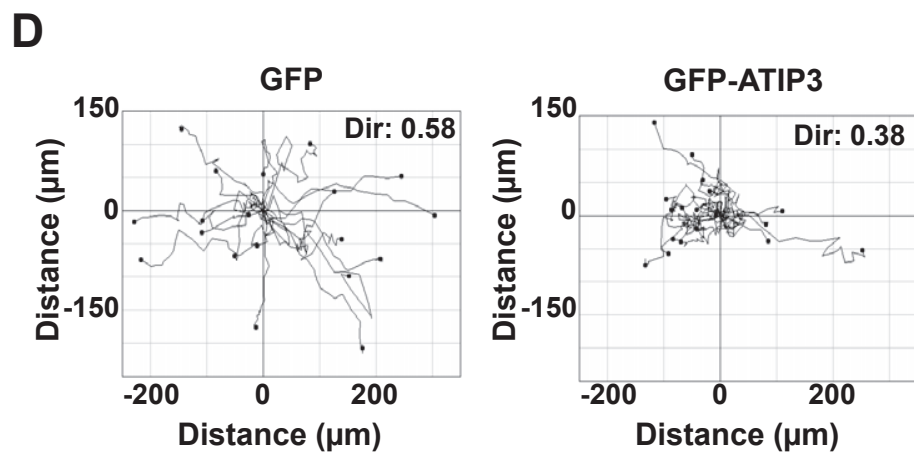 D
GFP
150
Dir: 0.58
0
-150
Distance (µm)
-200 0 200
Distance (µm)
GFP-ATIP3
150
Dir: 0.38
0
-150
Distance (µm)
-200 0 200
Distance (µm)